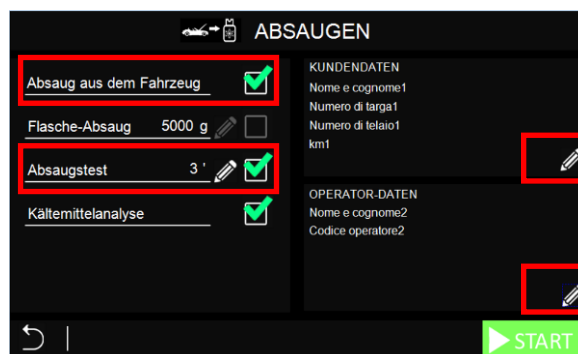 ABSAUGEN
Absaug aus dem Fahrzeug
Flasche-Absaug 5000 g
Absaugstest 3 '
Kältemittelanalyse
KUNDENDATEN
Nome e cognome1
Numero di targa1
Numero di telaio1
km1
OPERATOR-DATEN
Nome e cognome2
Codice operatore2
START